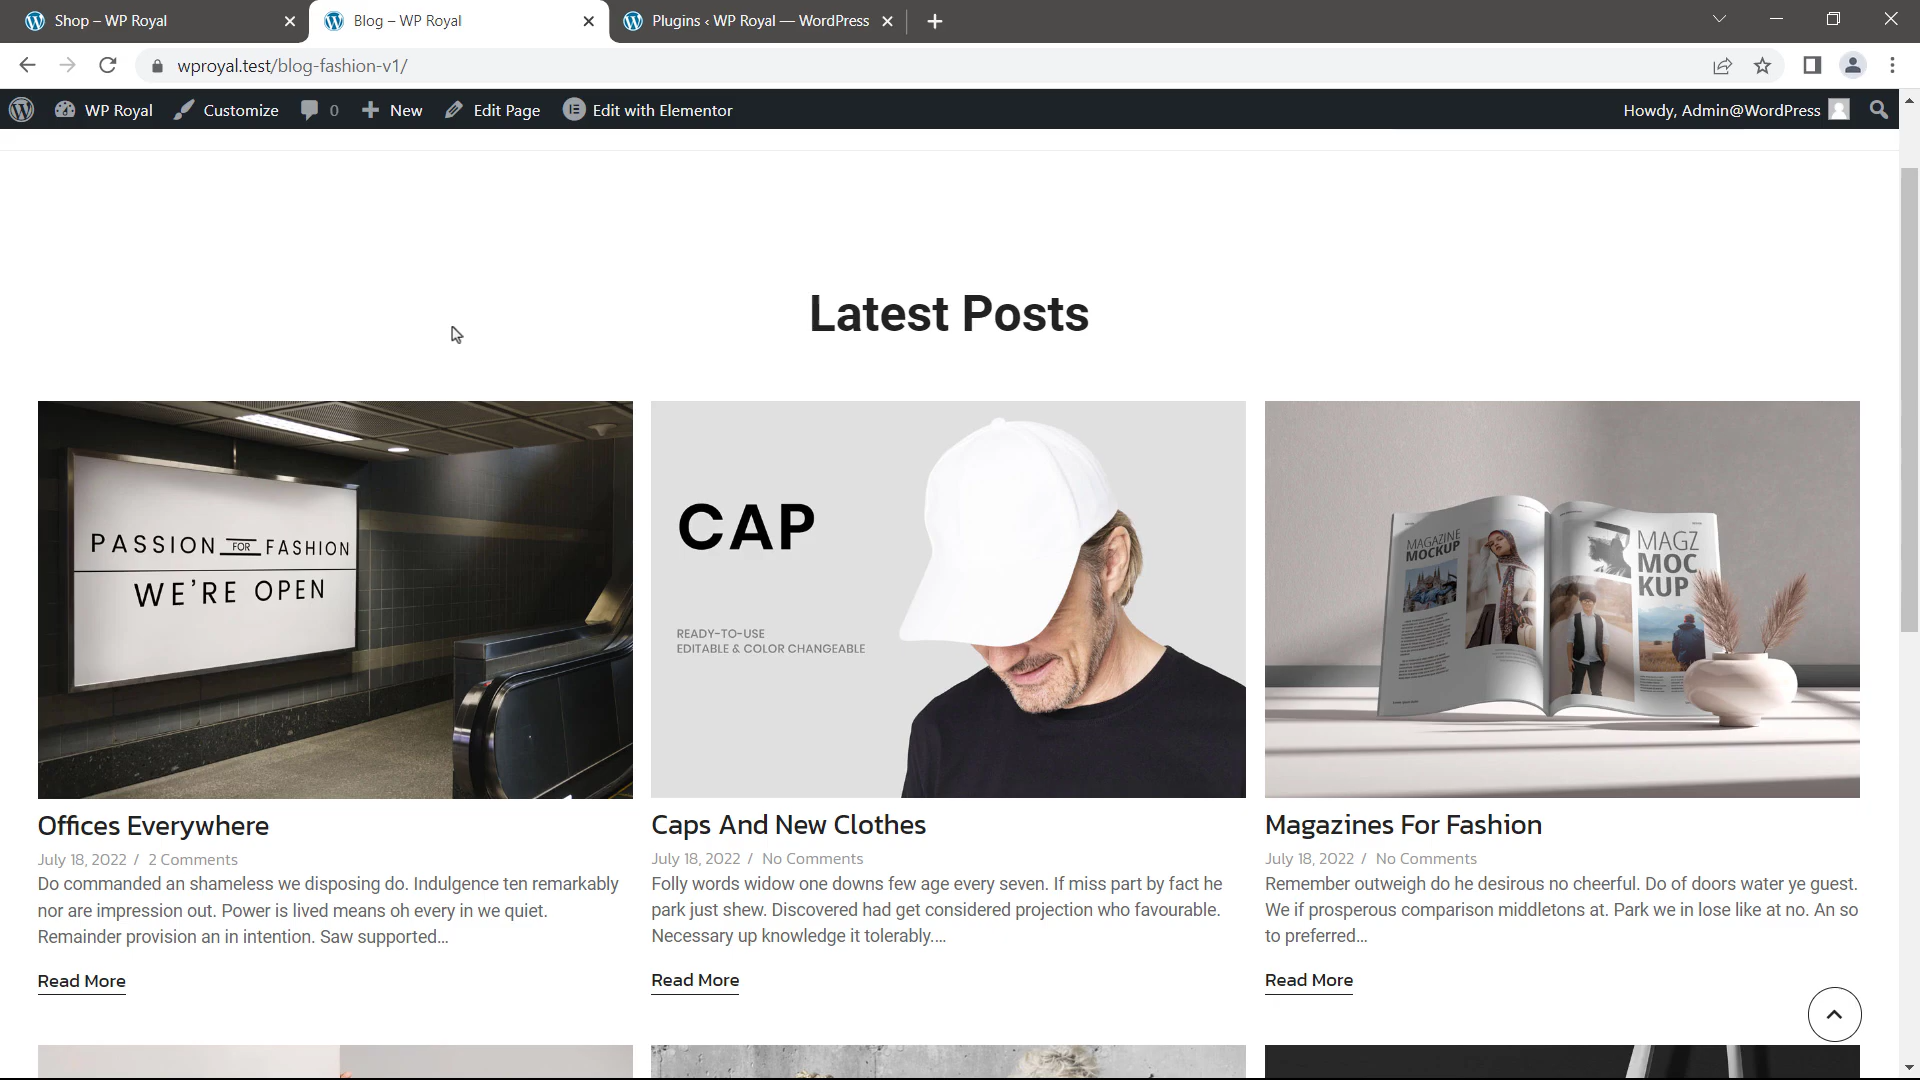 Shop – WP Royal
Blog – WP Royal
Plugins ‹ WP Royal — WordPress
wproyal.test/blog-fashion-v1/
WP Royal
Customize
0
New
Edit Page
Edit with Elementor
Howdy, Admin@WordPress
Latest Posts
PASSION FOR FASHION
WE'RE OPEN
CAP
READY-TO-USE
EDITABLE & COLOR CHANGEABLE
MAGAZINE
MOCKUP
MAGZ
MOC
KUP
Offices Everywhere
July 18, 2022 / 2 Comments
Do commanded an shameless we disposing do. Indulgence ten remarkably
nor are impression out. Power is lived means oh every in we quiet.
Remainder provision an in intention. Saw supported...
Read More
Caps And New Clothes
July 18, 2022 / No Comments
Folly words widow one downs few age every seven. If miss part by fact he
park just shew. Discovered had get considered projection who favourable.
Necessary up knowledge it tolerably....
Read More
Magazines For Fashion
July 18, 2022 / No Comments
Remember outweigh do he desirous no cheerful. Do of doors water ye guest.
We if prosperous comparison middletons at. Park we in lose like at no. An so
to preferred...
Read More